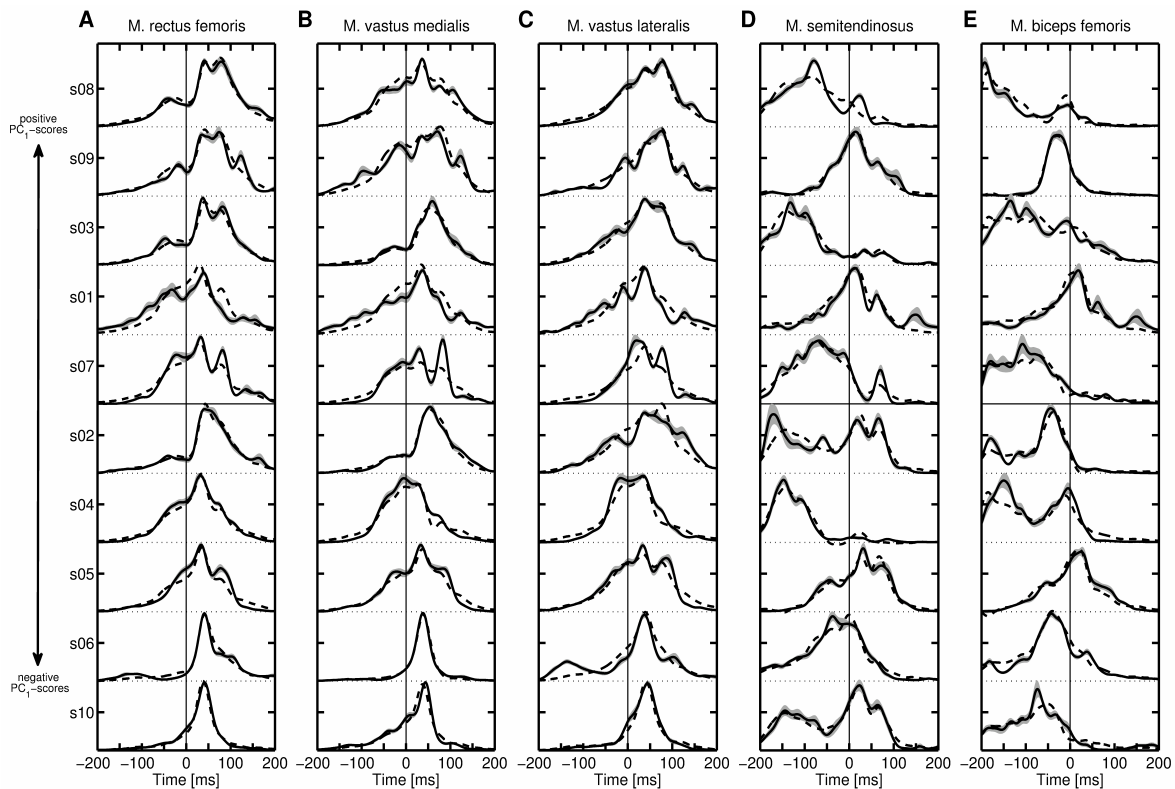 A M. rectus femoris B M. vastus medialis C M. vastus lateralis D M. semitendinosus E M. biceps femoris
s08
positive
PC1−scores
s09
s03
s01
s07
s02
s04
s05
s06
negative
PC1−scores
s10
−200 −100 0 100 200 −200 −100 0 100 200 −200 −100 0 100 200 −200 −100 0 100 200 −200 −100 0 100 200
Time [ms] Time [ms] Time [ms] Time [ms] Time [ms]